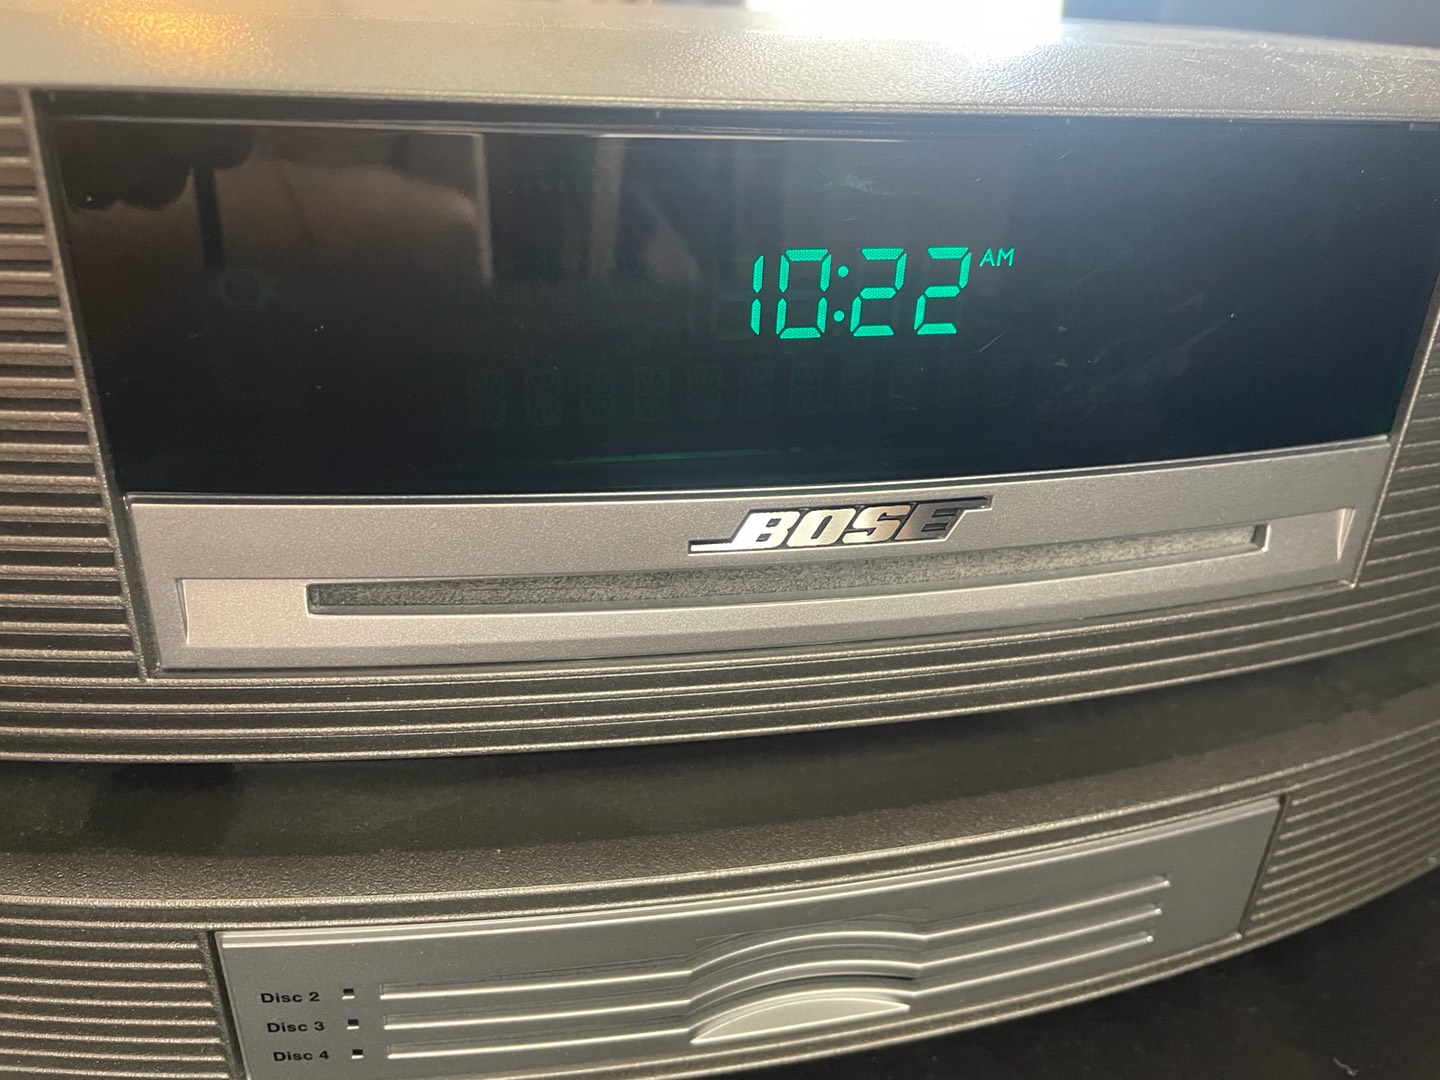 10:22 AM
BOSE
Disc 2
Disc 3
Disc 4